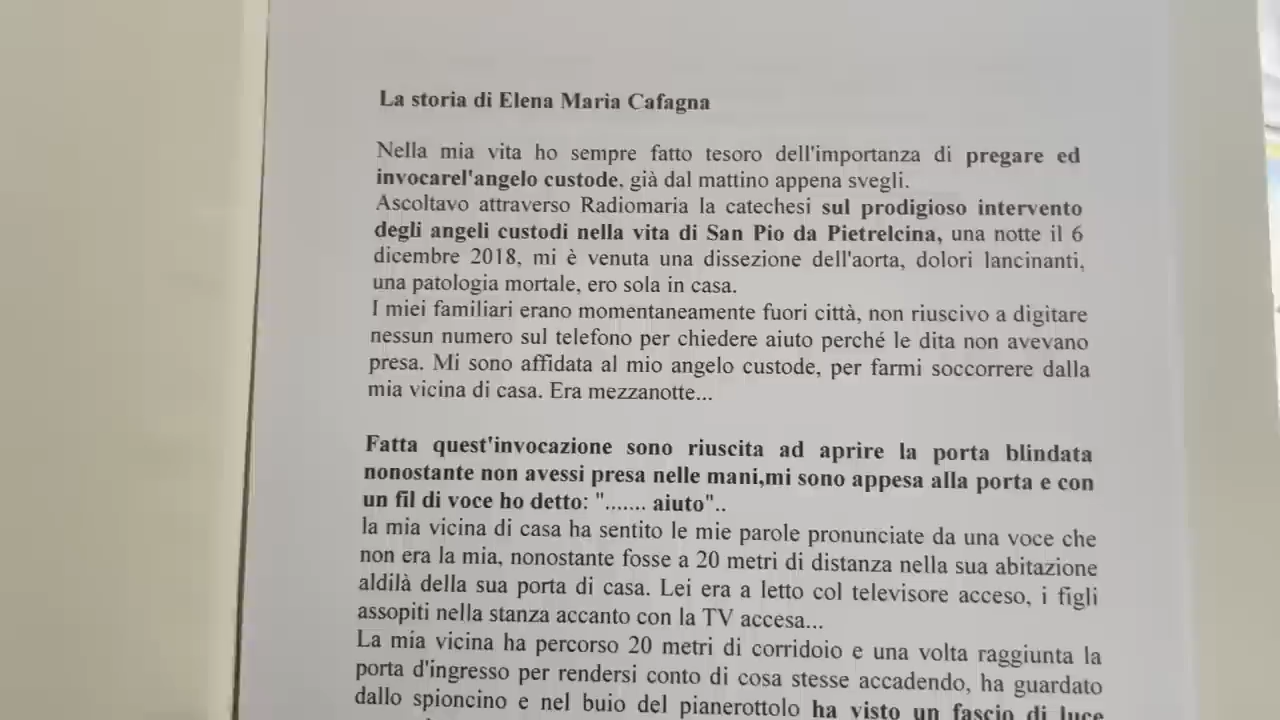 La storia di Elena Maria Cafagna
Nella mia vita ho sempre fatto tesoro dell'importanza di pregare ed
invocarel'angelo custode, già dal mattino appena svegli.
Ascoltavo attraverso Radiomaria la catechesi sul prodigioso intervento
degli angeli custodi nella vita di San Pio da Pietrelcina, una notte il 6
dicembre 2018, mi è venuta una dissezione dell'aorta, dolori lancinanti,
una patologia mortale, ero sola in casa.
I miei familiari erano momentaneamente fuori città, non riuscivo a digitare
nessun numero sul telefono per chiedere aiuto perché le dita non avevano
presa. Mi sono affidata al mio angelo custode, per farmi soccorrere dalla
mia vicina di casa. Era mezzanotte...
Fatta quest'invocazione sono riuscita ad aprire la porta blindata
nonostante non avessi presa nelle mani,mi sono appesa alla porta e con
un fil di voce ho detto: "....... aiuto"..
la mia vicina di casa ha sentito le mie parole pronunciate da una voce che
non era la mia, nonostante fosse a 20 metri di distanza nella sua abitazione
aldilà della sua porta di casa. Lei era a letto col televisore acceso, i figli
assopiti nella stanza accanto con la TV accesa...
La mia vicina ha percorso 20 metri di corridoio e una volta raggiunta la
porta d'ingresso per rendersi conto di cosa stesse accadendo, ha guardato
dallo spioncino e nel buio del pianerottolo ha visto un fascio di luce